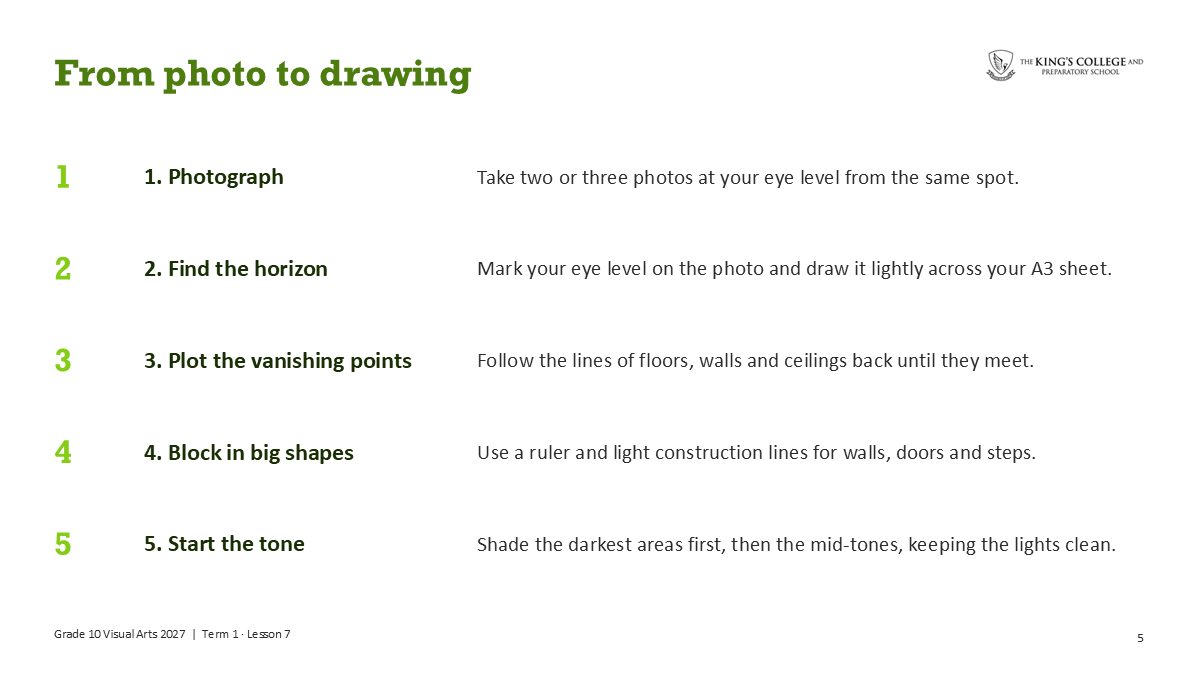 From photo to drawing
THE KING'S COLLEGE AND
PREPARATORY SCHOOL
1
1. Photograph
Take two or three photos at your eye level from the same spot.
2
2. Find the horizon
Mark your eye level on the photo and draw it lightly across your A3 sheet.
3
3. Plot the vanishing points
Follow the lines of floors, walls and ceilings back until they meet.
4
4. Block in big shapes
Use a ruler and light construction lines for walls, doors and steps.
5
5. Start the tone
Shade the darkest areas first, then the mid-tones, keeping the lights clean.
Grade 10 Visual Arts 2027 | Term 1 · Lesson 7
5